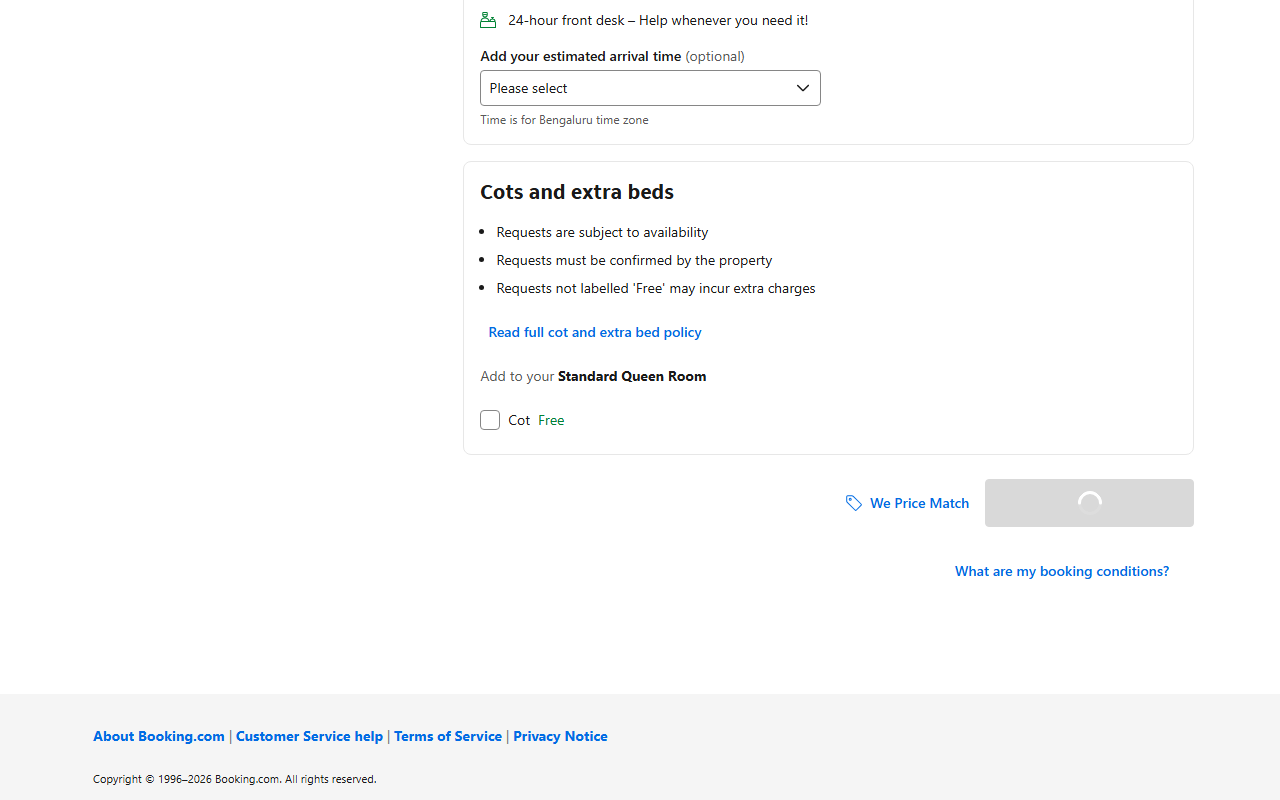 24-hour front desk – Help whenever you need it!
Add your estimated arrival time (optional)
Please select
Time is for Bengaluru time zone
Cots and extra beds
Requests are subject to availability
Requests must be confirmed by the property
Requests not labelled 'Free' may incur extra charges
Read full cot and extra bed policy
Add to your Standard Queen Room
Cot Free
We Price Match
What are my booking conditions?
About Booking.com | Customer Service help | Terms of Service | Privacy Notice
Copyright © 1996–2026 Booking.com. All rights reserved.